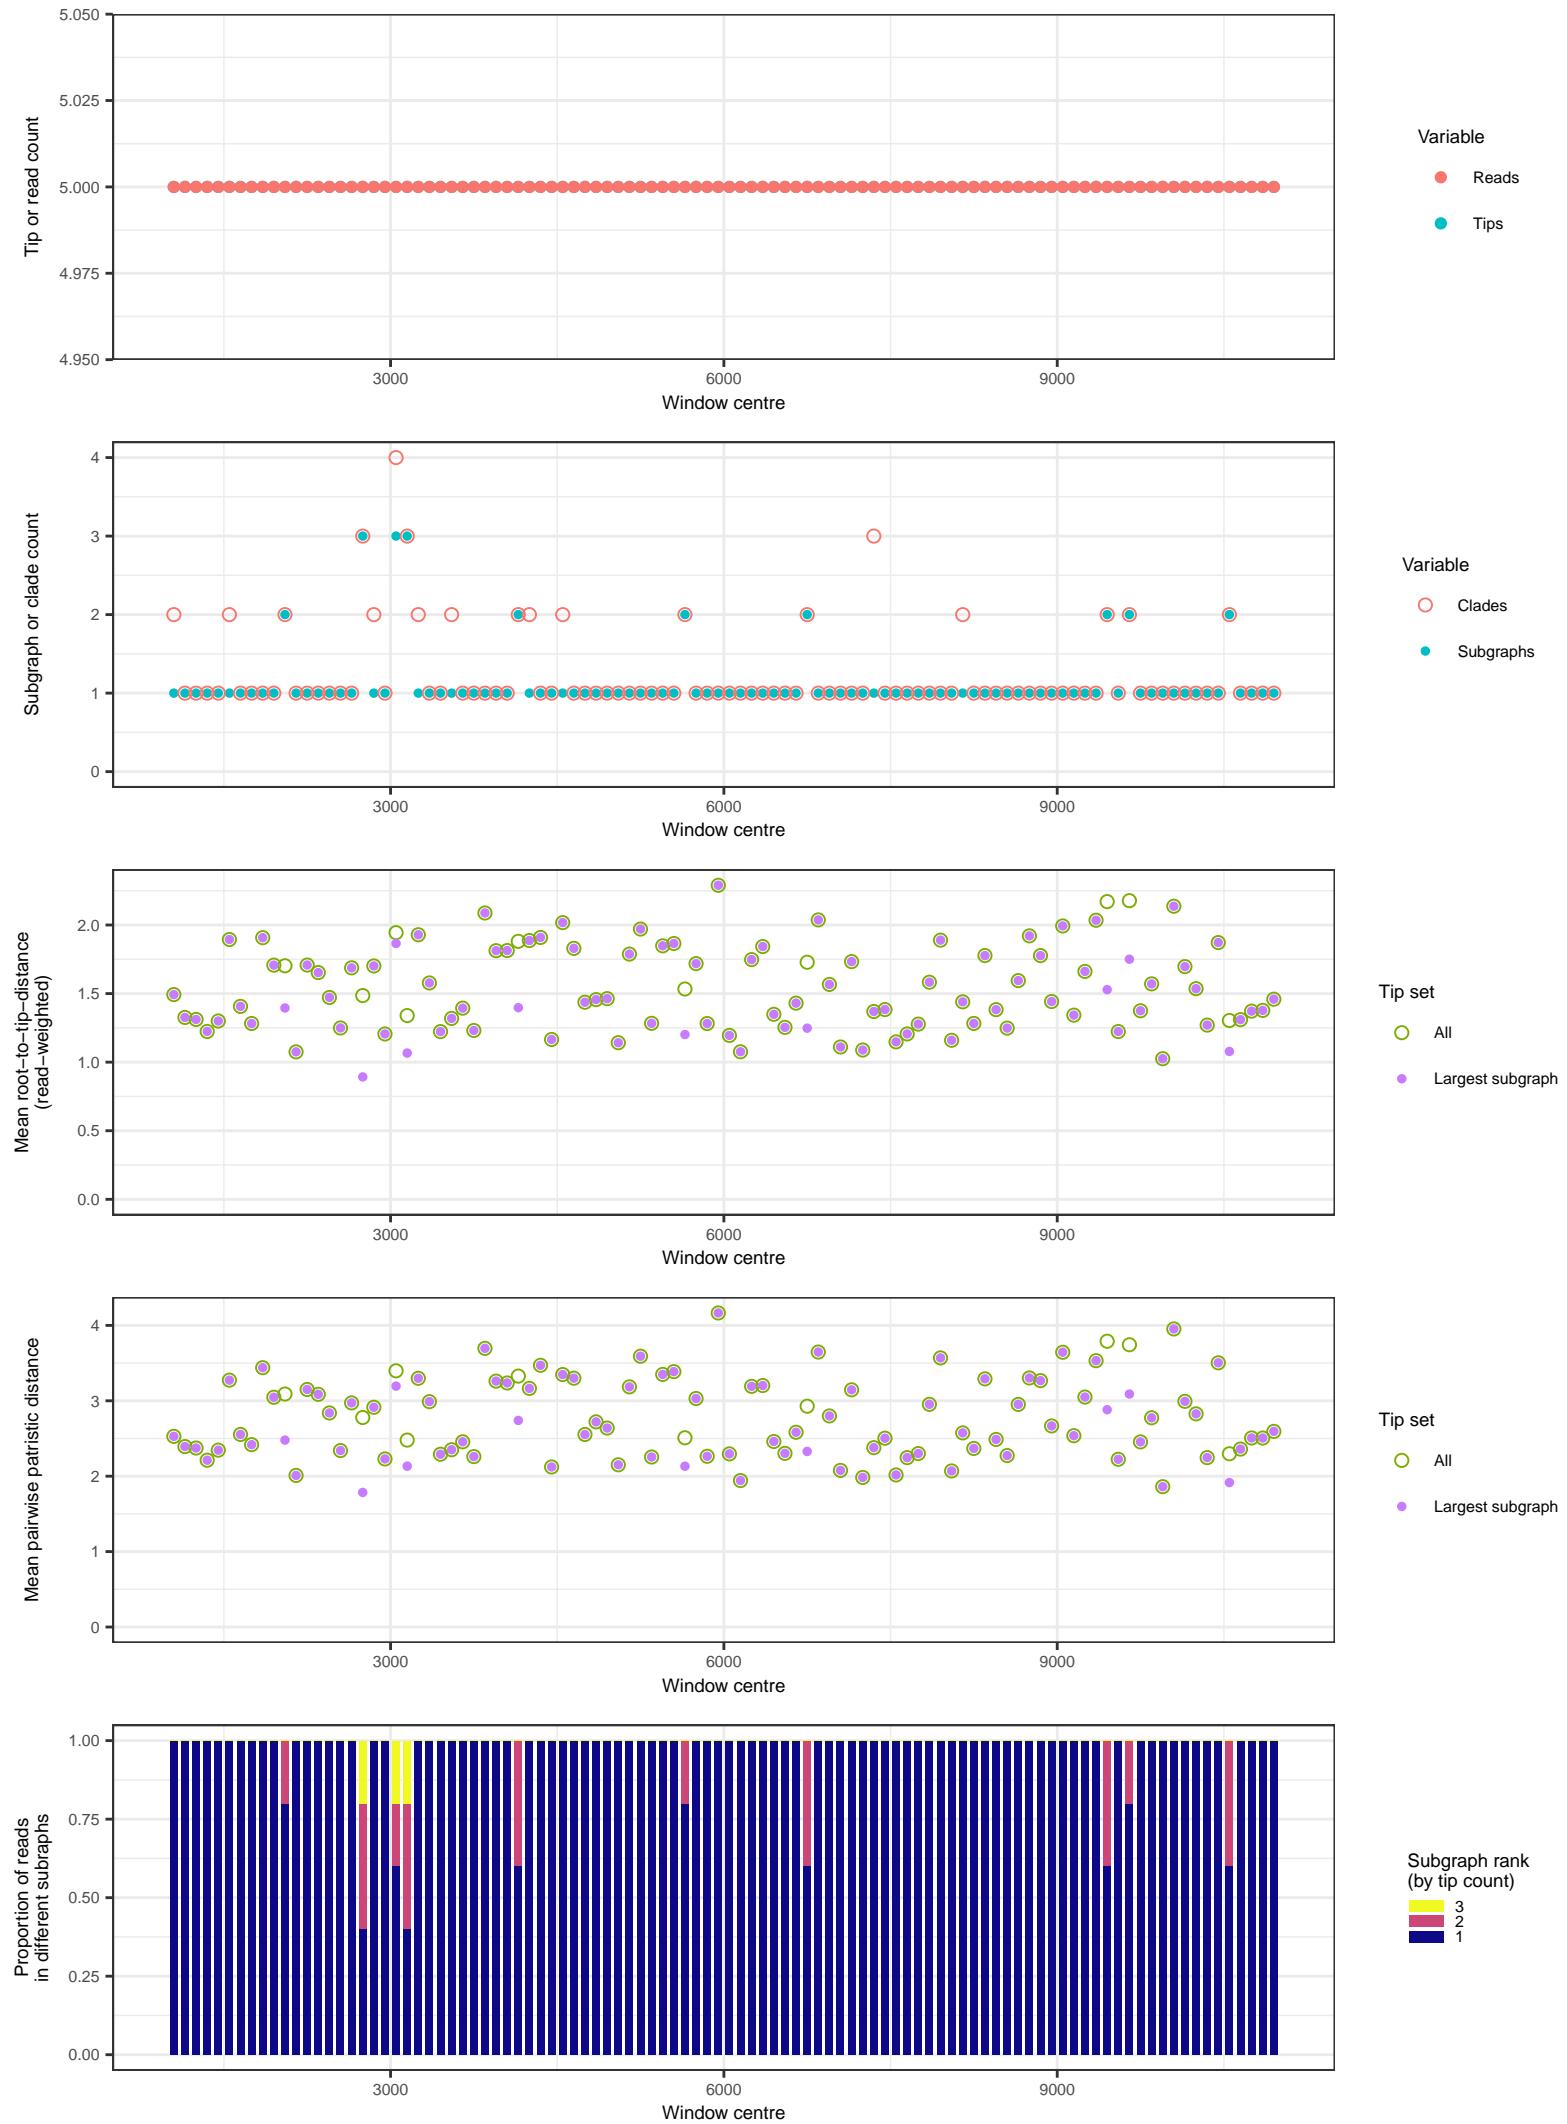 5.050
5.025
5.000
4.975
4.950
Tip or read count
3000
6000
9000
Window centre
Variable
Reads
Tips
4
3
2
1
0
Subgraph or clade count
3000
6000
9000
Window centre
Variable
Clades
Subgraphs
2.0
1.5
1.0
0.5
0.0
Mean root−to−tip−distance
(read−weighted)
3000
6000
9000
Window centre
Tip set
All
Largest subgraph
4
3
2
1
0
Mean pairwise patristic distance
3000
6000
9000
Window centre
Tip set
All
Largest subgraph
1.00
0.75
0.50
0.25
0.00
Proportion of reads
in different subraphs
3000
6000
9000
Window centre
Subgraph rank
(by tip count)
3
2
1